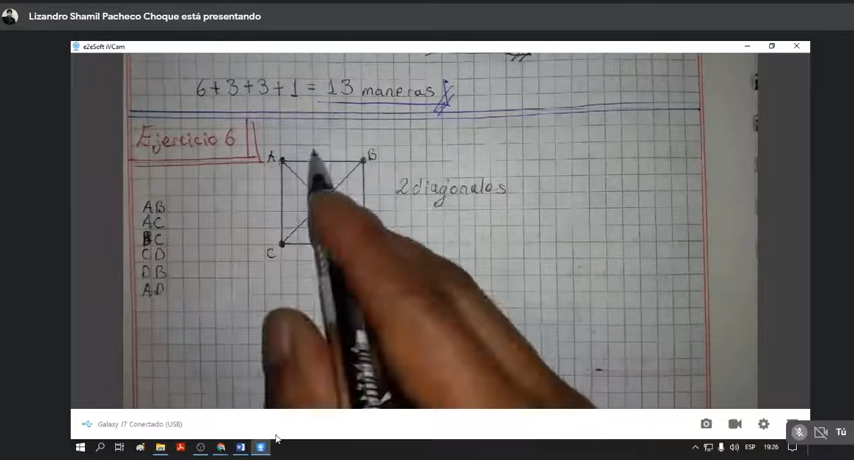 Lizandro Shamil Pacheco Choque está presentando
e2eSoft iVCam
6+3+3+1 = 13 maneras
Ejercicio 6
A
B
2 diagonales
AB
AC
BC
CD
DB
AD
C
Galaxy J7 Conectado (USB)
Tú
ESP
19:26